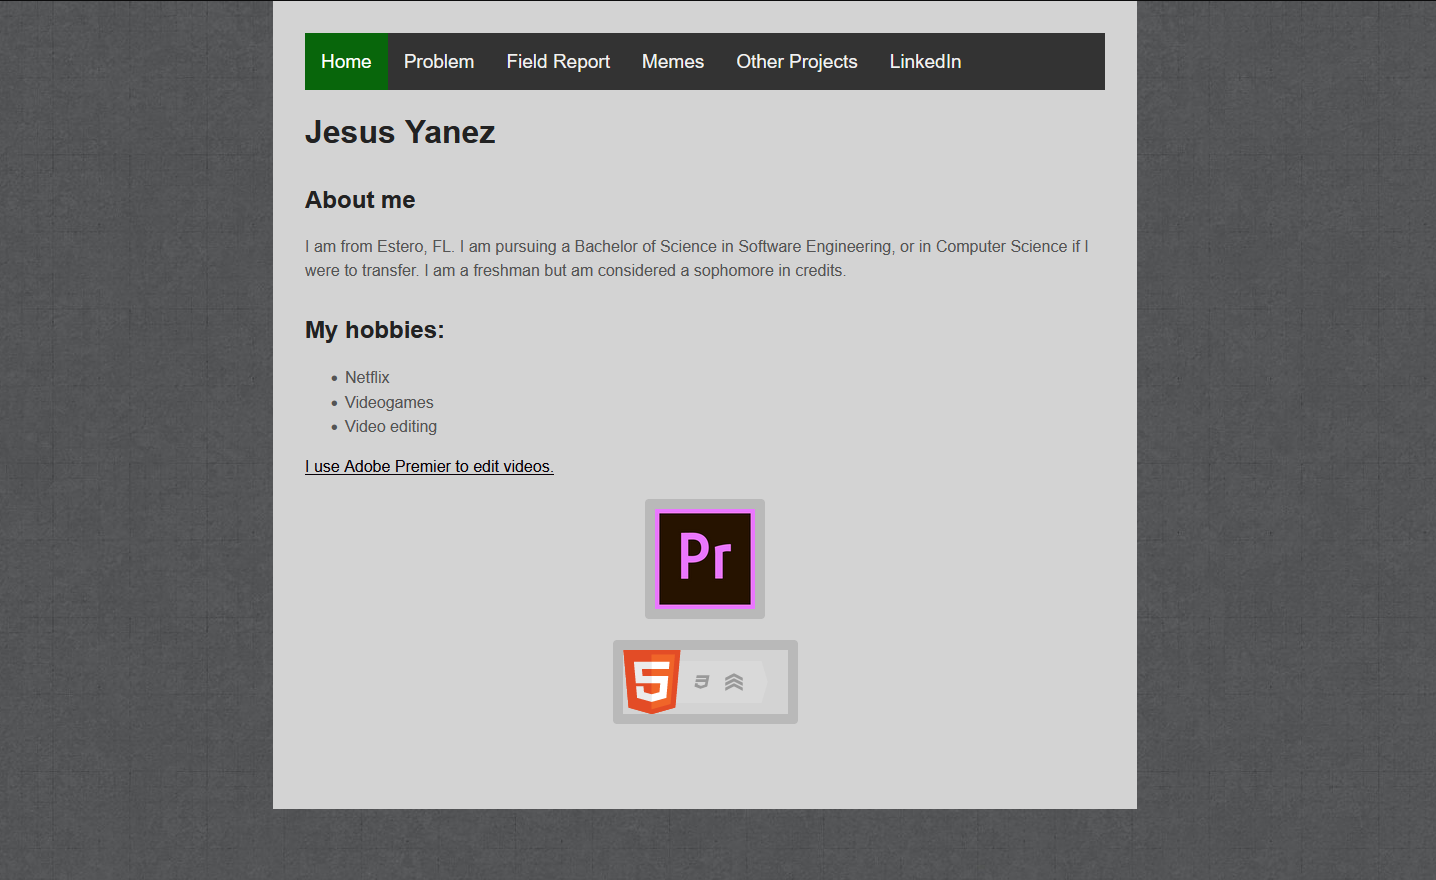 Home Problem Field Report Memes Other Projects LinkedIn
Jesus Yanez
About me
I am from Estero, FL. I am pursuing a Bachelor of Science in Software Engineering, or in Computer Science if I
were to transfer. I am a freshman but am considered a sophomore in credits.
My hobbies:
Netflix
Videogames
Video editing
I use Adobe Premier to edit videos.
Pr
5
3